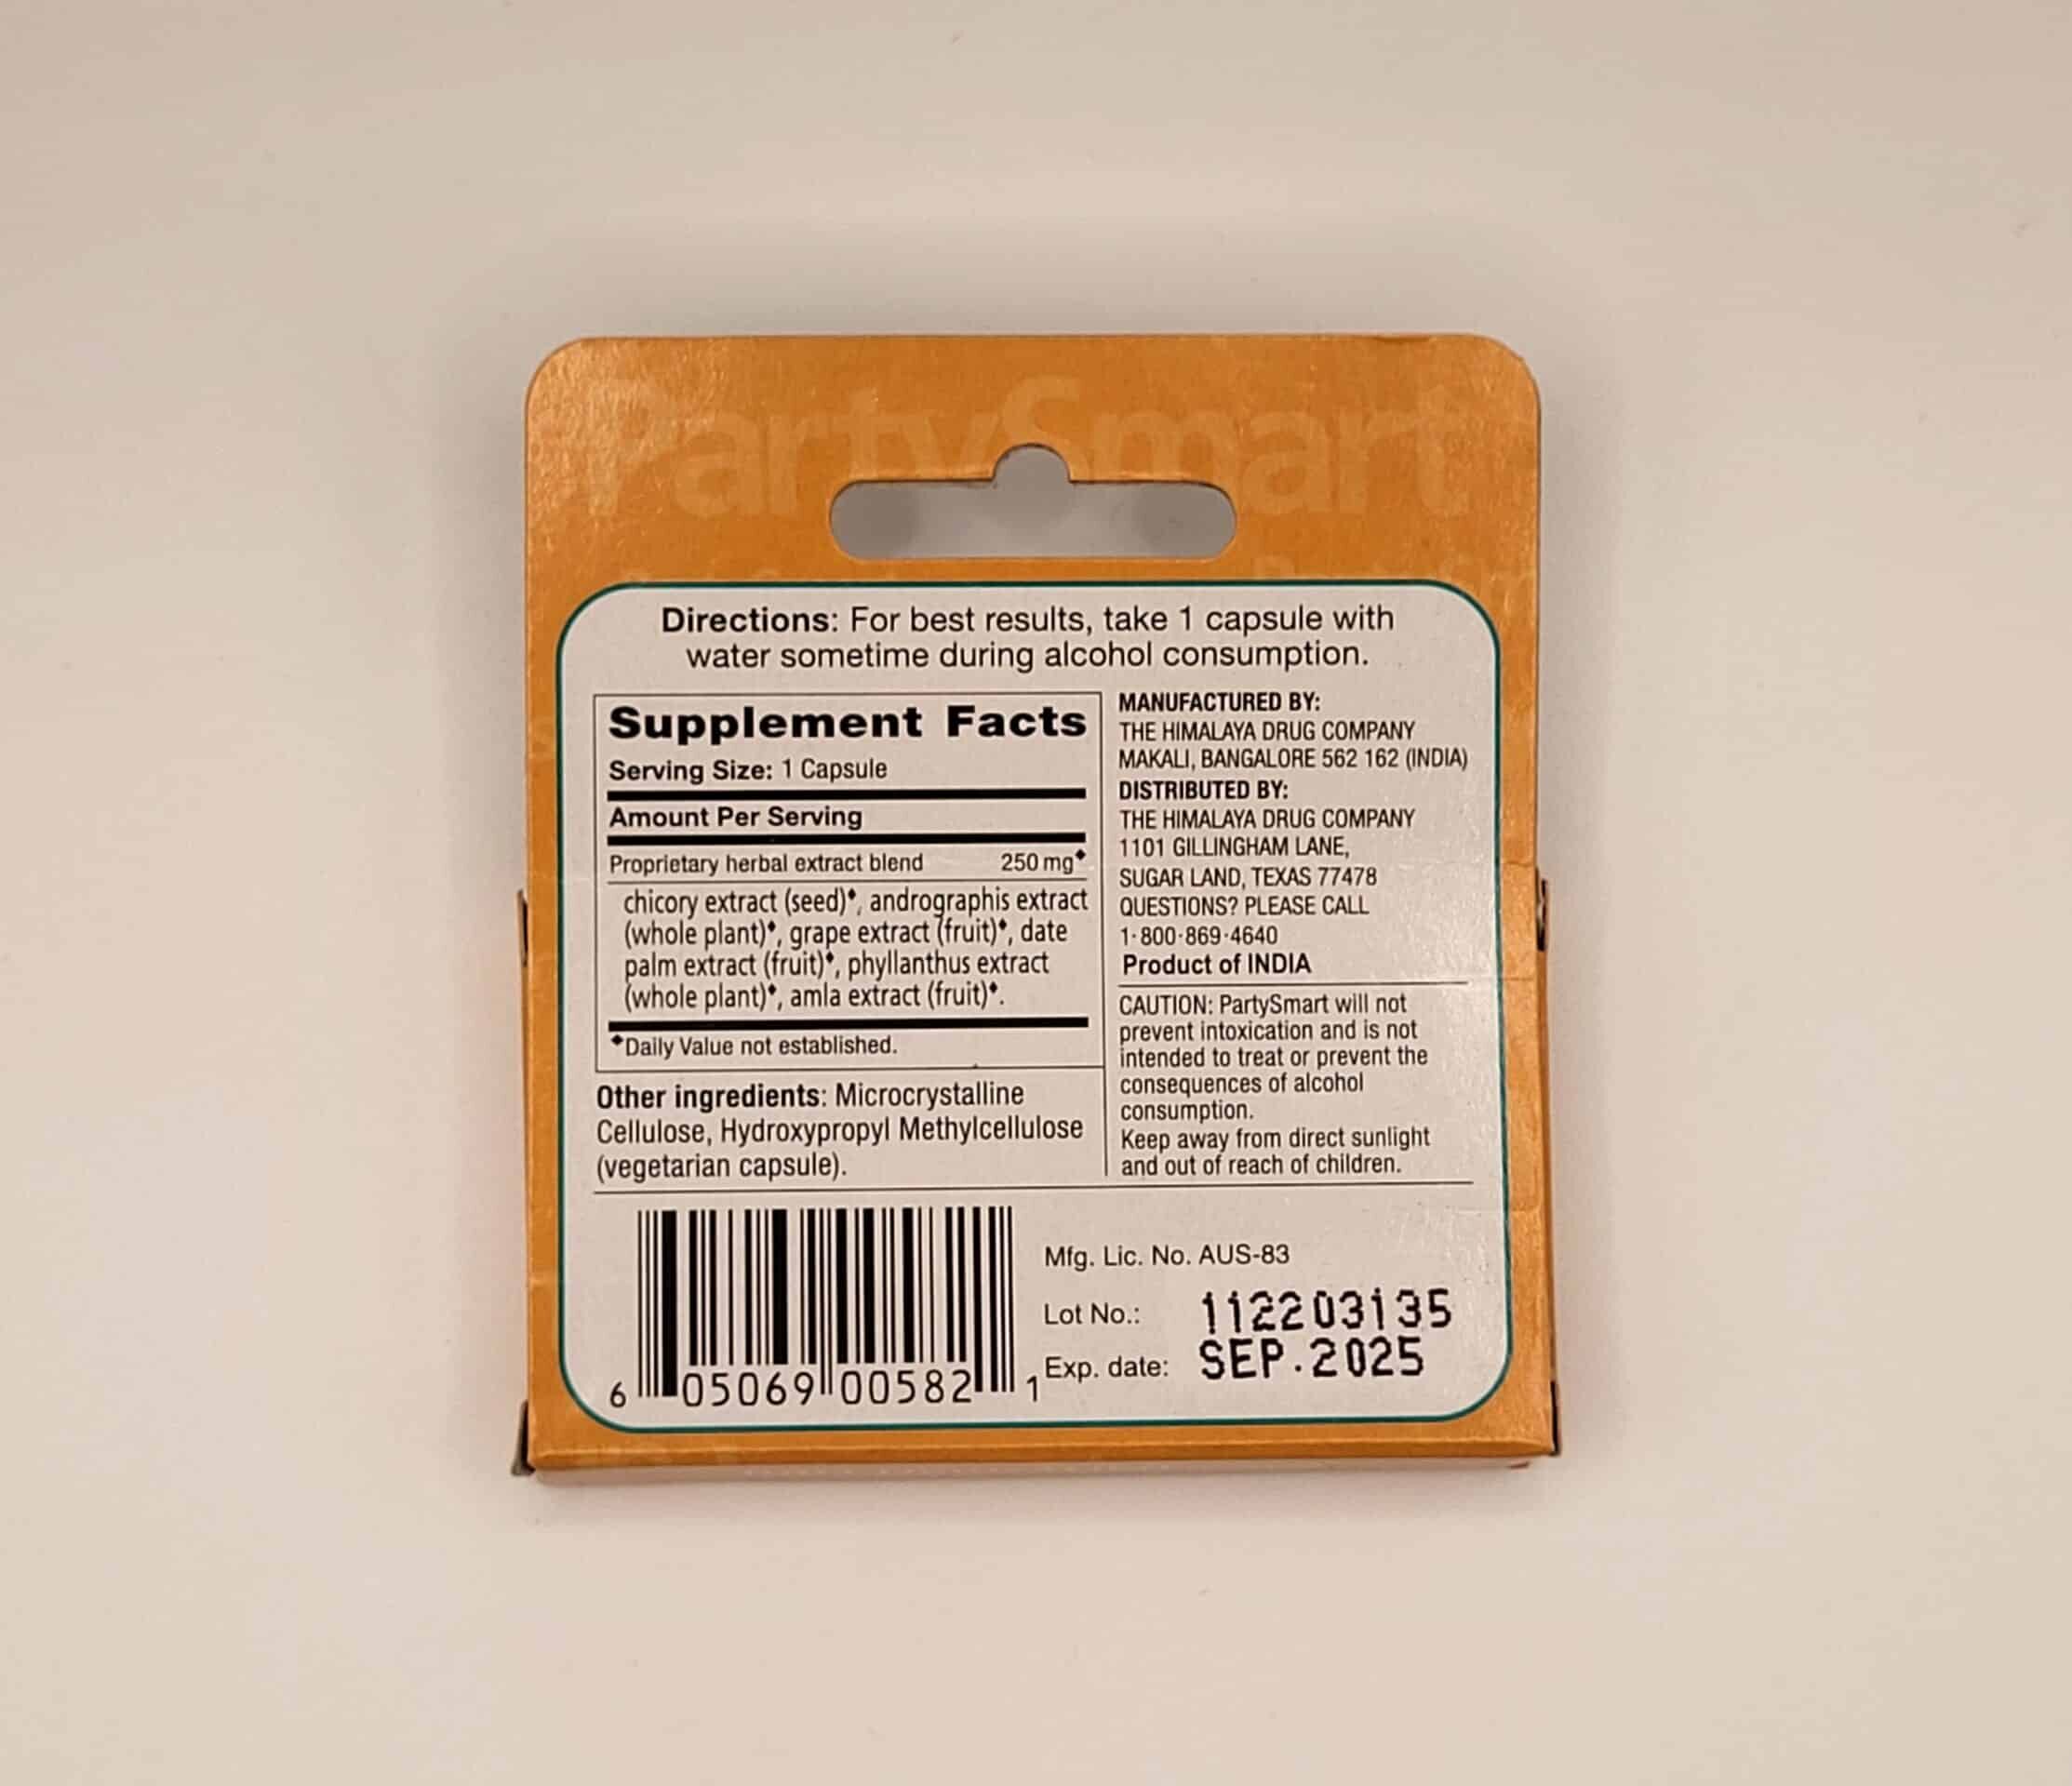 PartySmart
Directions: For best results, take 1 capsule with
water sometime during alcohol consumption.
Supplement Facts
Serving Size: 1 Capsule
Amount Per Serving
Proprietary herbal extract blend 250 mg♦
chicory extract (seed)♦, andrographis extract
(whole plant)♦, grape extract (fruit)♦, date
palm extract (fruit)♦, phyllanthus extract
(whole plant)♦, amla extract (fruit)♦.
♦Daily Value not established.
Other ingredients: Microcrystalline
Cellulose, Hydroxypropyl Methylcellulose
(vegetarian capsule).
MANUFACTURED BY:
THE HIMALAYA DRUG COMPANY
MAKALI, BANGALORE 562 162 (INDIA)
DISTRIBUTED BY:
THE HIMALAYA DRUG COMPANY
1101 GILLINGHAM LANE,
SUGAR LAND, TEXAS 77478
QUESTIONS? PLEASE CALL
1-800-869-4640
Product of INDIA
CAUTION: PartySmart will not
prevent intoxication and is not
intended to treat or prevent the
consequences of alcohol
consumption.
Keep away from direct sunlight
and out of reach of children.
6 05069 00582 1
Mfg. Lic. No. AUS-83
Lot No.: 112203135
Exp. date: SEP.2025